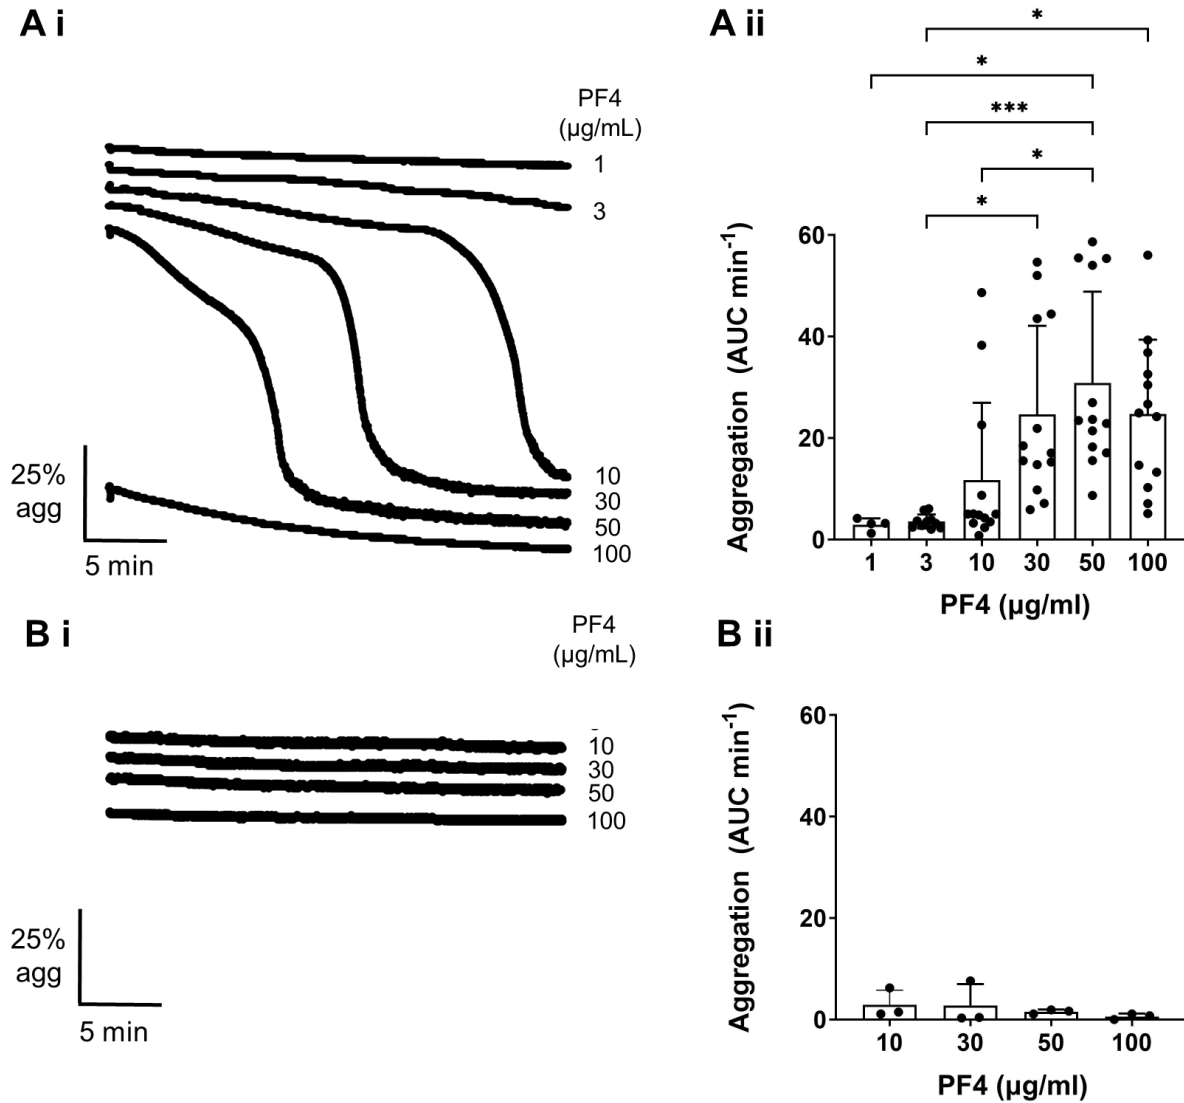 A i
PF4
(µg/mL)
1
3
10
30
50
100
25%
agg
5 min
A ii
*
*
***
*
*
Aggregation (AUC min-1)
60
40
20
0
1 3 10 30 50 100
PF4 (µg/ml)
B i
PF4
(µg/mL)
10
30
50
100
25%
agg
5 min
B ii
Aggregation (AUC min-1)
60
40
20
0
10 30 50 100
PF4 (µg/ml)